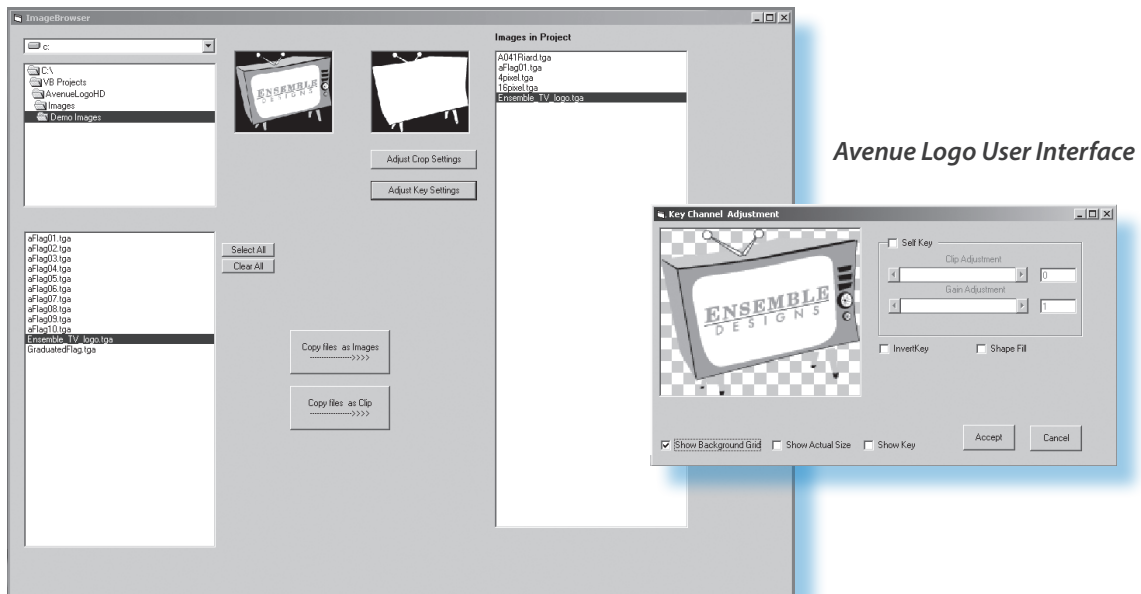 ImageBrowser
c:
C:\
VB Projects
AvenueLogoHD
Images
Demo Images
ENSEMBLE
DESIGNS
Adjust Crop Settings
Adjust Key Settings
Images in Project
A041Riard.tga
aFlag01.tga
4pixel.tga
16pixel.tga
Ensemble_TV_logo.tga
aFlag01.tga
aFlag02.tga
aFlag03.tga
aFlag04.tga
aFlag05.tga
aFlag06.tga
aFlag07.tga
aFlag08.tga
aFlag09.tga
aFlag10.tga
Ensemble_TV_logo.tga
GraduatedFlag.tga
Select All
Clear All
Copy files as Images
------------------>>>>
Copy files as Clip
------------------>>>>
Avenue Logo User Interface
Key Channel Adjustment
ENSEMBLE
DESIGNS
Self Key
Clip Adjustment
0
Gain Adjustment
1
InvertKey
Shape Fill
Show Background Grid
Show Actual Size
Show Key
Accept
Cancel